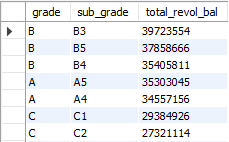 grade sub_grade total_revol_bal
B B3 39723554
B B5 37858666
B B4 35405811
A A5 35303045
A A4 34557156
C C1 29384926
C C2 27321114